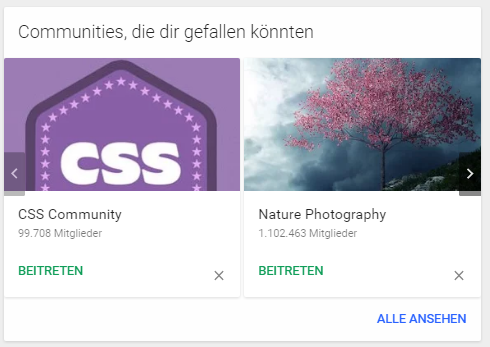 Communities, die dir gefallen könnten
CSS
CSS Community
99.708 Mitglieder
BEITRETEN
Nature Photography
1.102.463 Mitglieder
BEITRETEN
ALLE ANSEHEN